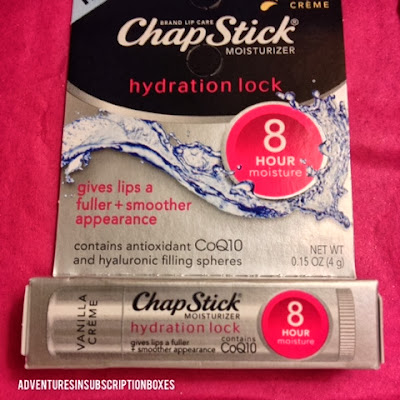 CRÈME
BRAND LIP CARE
ChapStick
MOISTURIZER
hydration lock
8
HOUR
moisture
gives lips a
fuller + smoother
appearance
contains antioxidant CoQ10
and hyaluronic filling spheres
NET WT
0.15 OZ (4 g)
VANILLA
CRÈME
ChapStick
MOISTURIZER
hydration lock
gives lips a fuller
+ smoother appearance
contains
CoQ10
8
HOUR
moisture
ADVENTURESINSUBSCRIPTIONBOXES